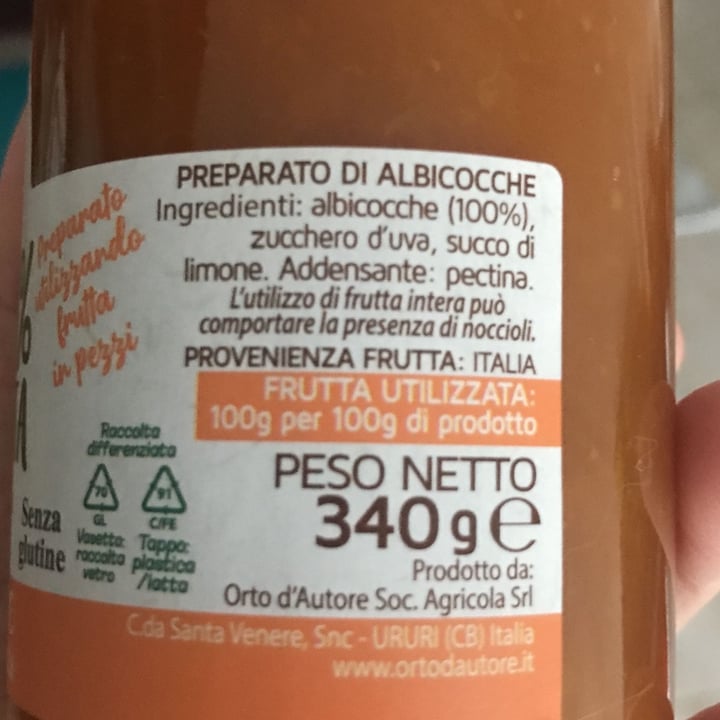 PREPARATO DI ALBICOCCHE
Ingredienti: albicocche (100%),
zucchero d'uva, succo di
limone. Addensante: pectina.
L'utilizzo di frutta intera può
comportare la presenza di noccioli.
PROVENIENZA FRUTTA: ITALIA
FRUTTA UTILIZZATA:
100g per 100g di prodotto
PESO NETTO
340 g e
Prodotto da:
Orto d'Autore Soc. Agricola Srl
C.da Santa Venere, Snc - URURI (CB) Italia
www.ortodautore.it
Preparato
utilizzando
frutta
in pezzi
%
A
Raccolta
differenziata
70
GL
Vasetto:
raccolta
vetro
91
C/FE
Tappo:
plastica
/latta
Senza
glutine